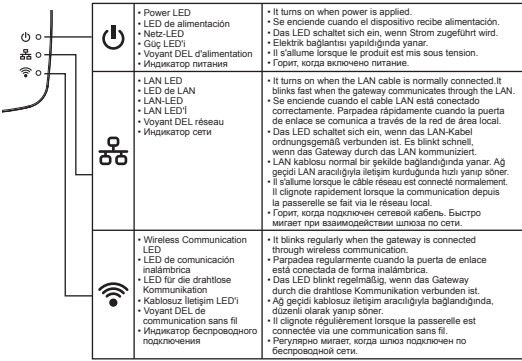 • Power LED
• LED de alimentación
• Netz-LED
• Güç LED'i
• Voyant DEL d'alimentation
• Индикатор питания
• It turns on when power is applied.
• Se enciende cuando el dispositivo recibe alimentación.
• Das LED schaltet sich ein, wenn Strom zugeführt wird.
• Elektrik bağlantısı yapıldığında yanar.
• Il s'allume lorsque le produit est mis sous tension.
• Горит, когда включено питание.
• LAN LED
• LED de LAN
• LAN-LED
• LAN LED'İ
• Voyant DEL réseau
• Индикатор сети
• It turns on when the LAN cable is normally connected.It
blinks fast when the gateway communicates through the LAN.
• Se enciende cuando el cable LAN está conectado
correctamente. Parpadea rápidamente cuando la puerta
de enlace se comunica a través de la red de área local.
• Das LED schaltet sich ein, wenn das LAN-Kabel
ordnungsgemäß verbunden ist. Es blinkt schnell,
wenn das Gateway durch das LAN kommuniziert.
• LAN kablosu normal bir şekilde bağlandığında yanar. Ağ
geçidi LAN aracılığıyla iletişim kurduğunda hızlı yanıp söner.
• Il s'allume lorsque le câble réseau est connecté normalement.
Il clignote rapidement lorsque la communication depuis
la passerelle se fait via le réseau local.
• Горит, когда подключен сетевой кабель. Быстро
мигает при взаимодействии шлюза по сети.
• Wireless Communication
LED
• LED de comunicación
inalámbrica
• LED für die drahtlose
Kommunikation
• Kablosuz İletişim LED'i
• Voyant DEL de
communication sans fil
• Индикатор беспроводного
подключения
• It blinks regularly when the gateway is connected
through wireless communication.
• Parpadea regularmente cuando la puerta de enlace
está conectada de forma inalámbrica.
• Das LED blinkt regelmäßig, wenn das Gateway
durch die drahtlose Kommunikation verbunden ist.
• Ağ geçidi kablosuz iletişim aracılığıyla bağlandığında,
düzenli olarak yanıp söner.
• Il clignote régulièrement lorsque la passerelle est
connectée via une communication sans fil.
• Регулярно мигает, когда шлюз подключен по
беспроводной сети.